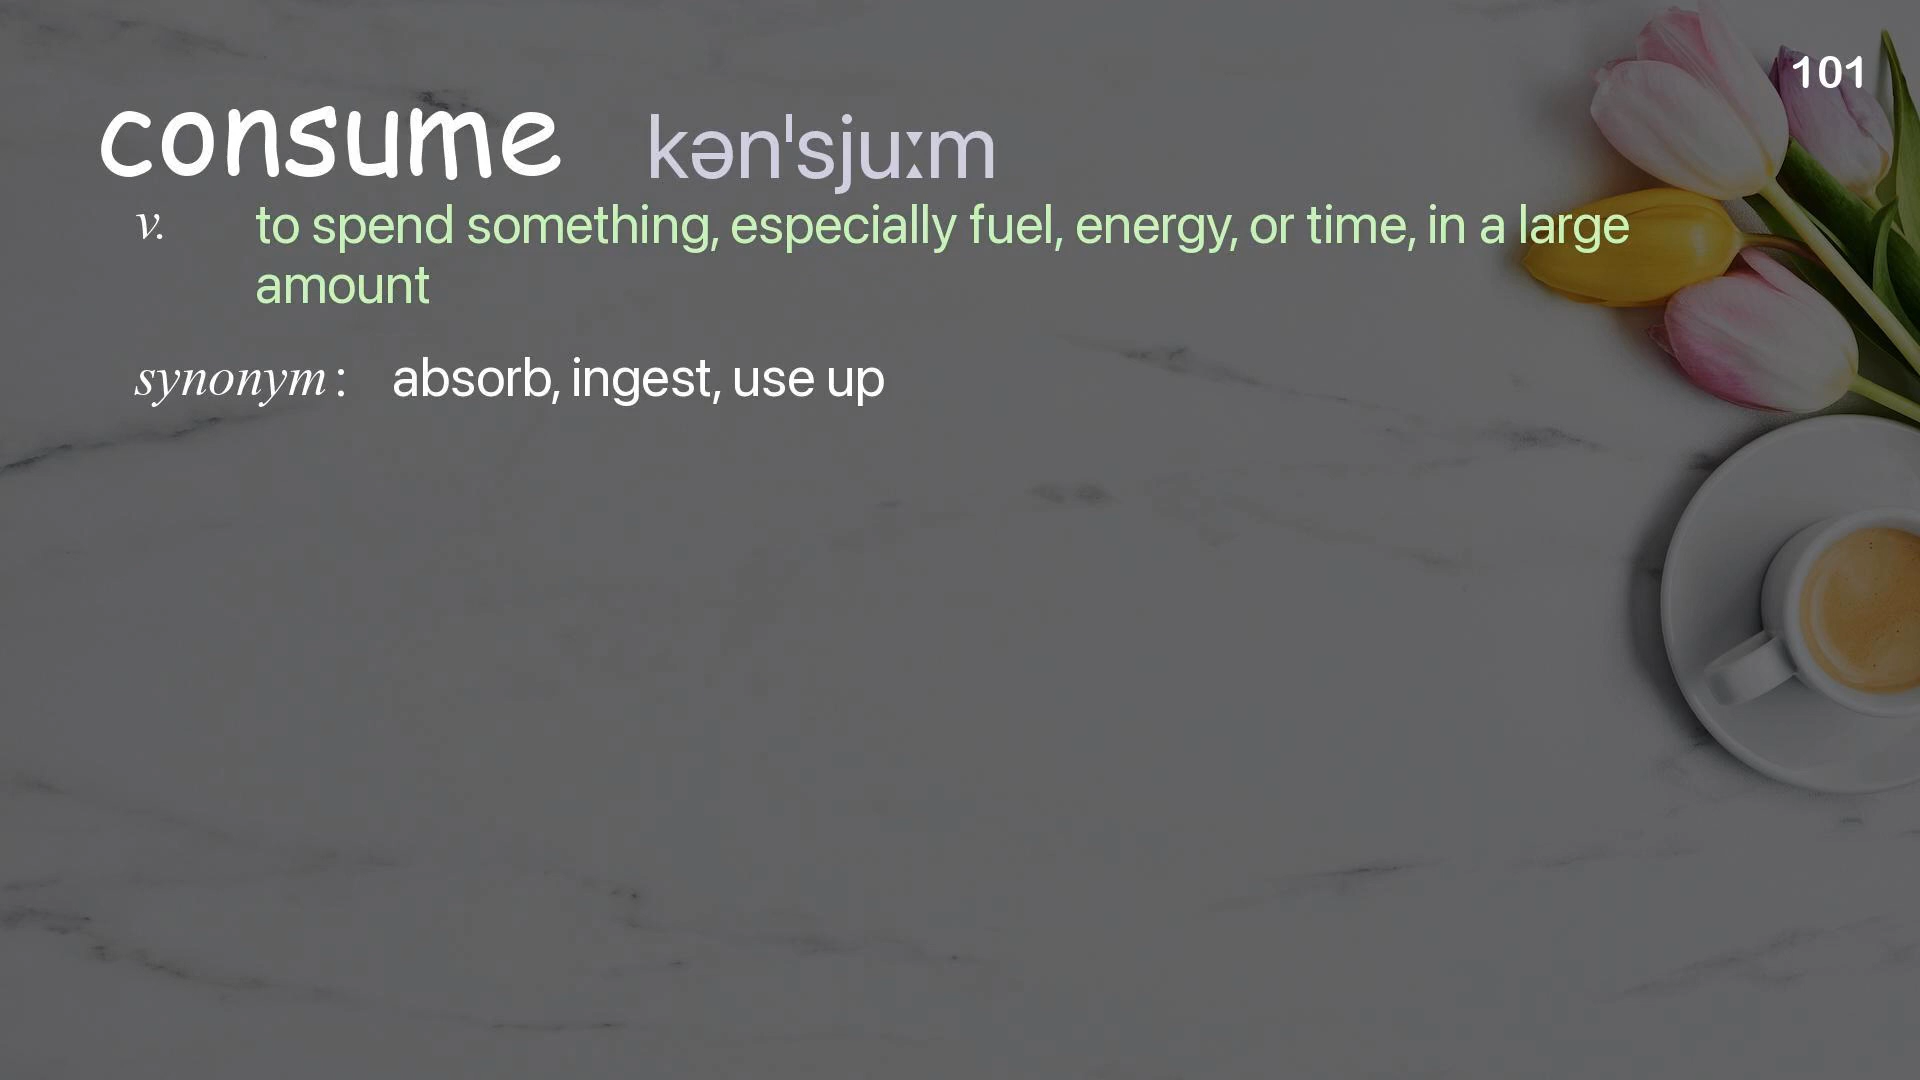 101
consume kən'sjuːm
v. to spend something, especially fuel, energy, or time, in a large
amount
synonym : absorb, ingest, use up